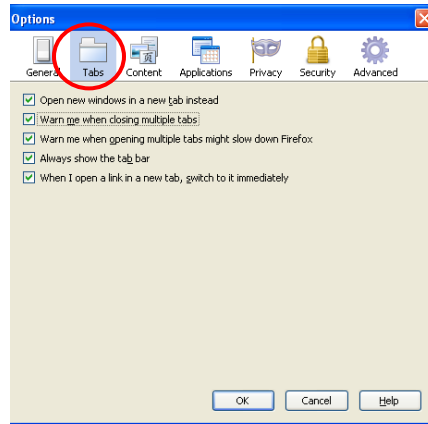 Options
General Tabs Content Applications Privacy Security Advanced
Open new windows in a new tab instead
Warn me when closing multiple tabs
Warn me when opening multiple tabs might slow down Firefox
Always show the tab bar
When I open a link in a new tab, switch to it immediately
OK Cancel Help